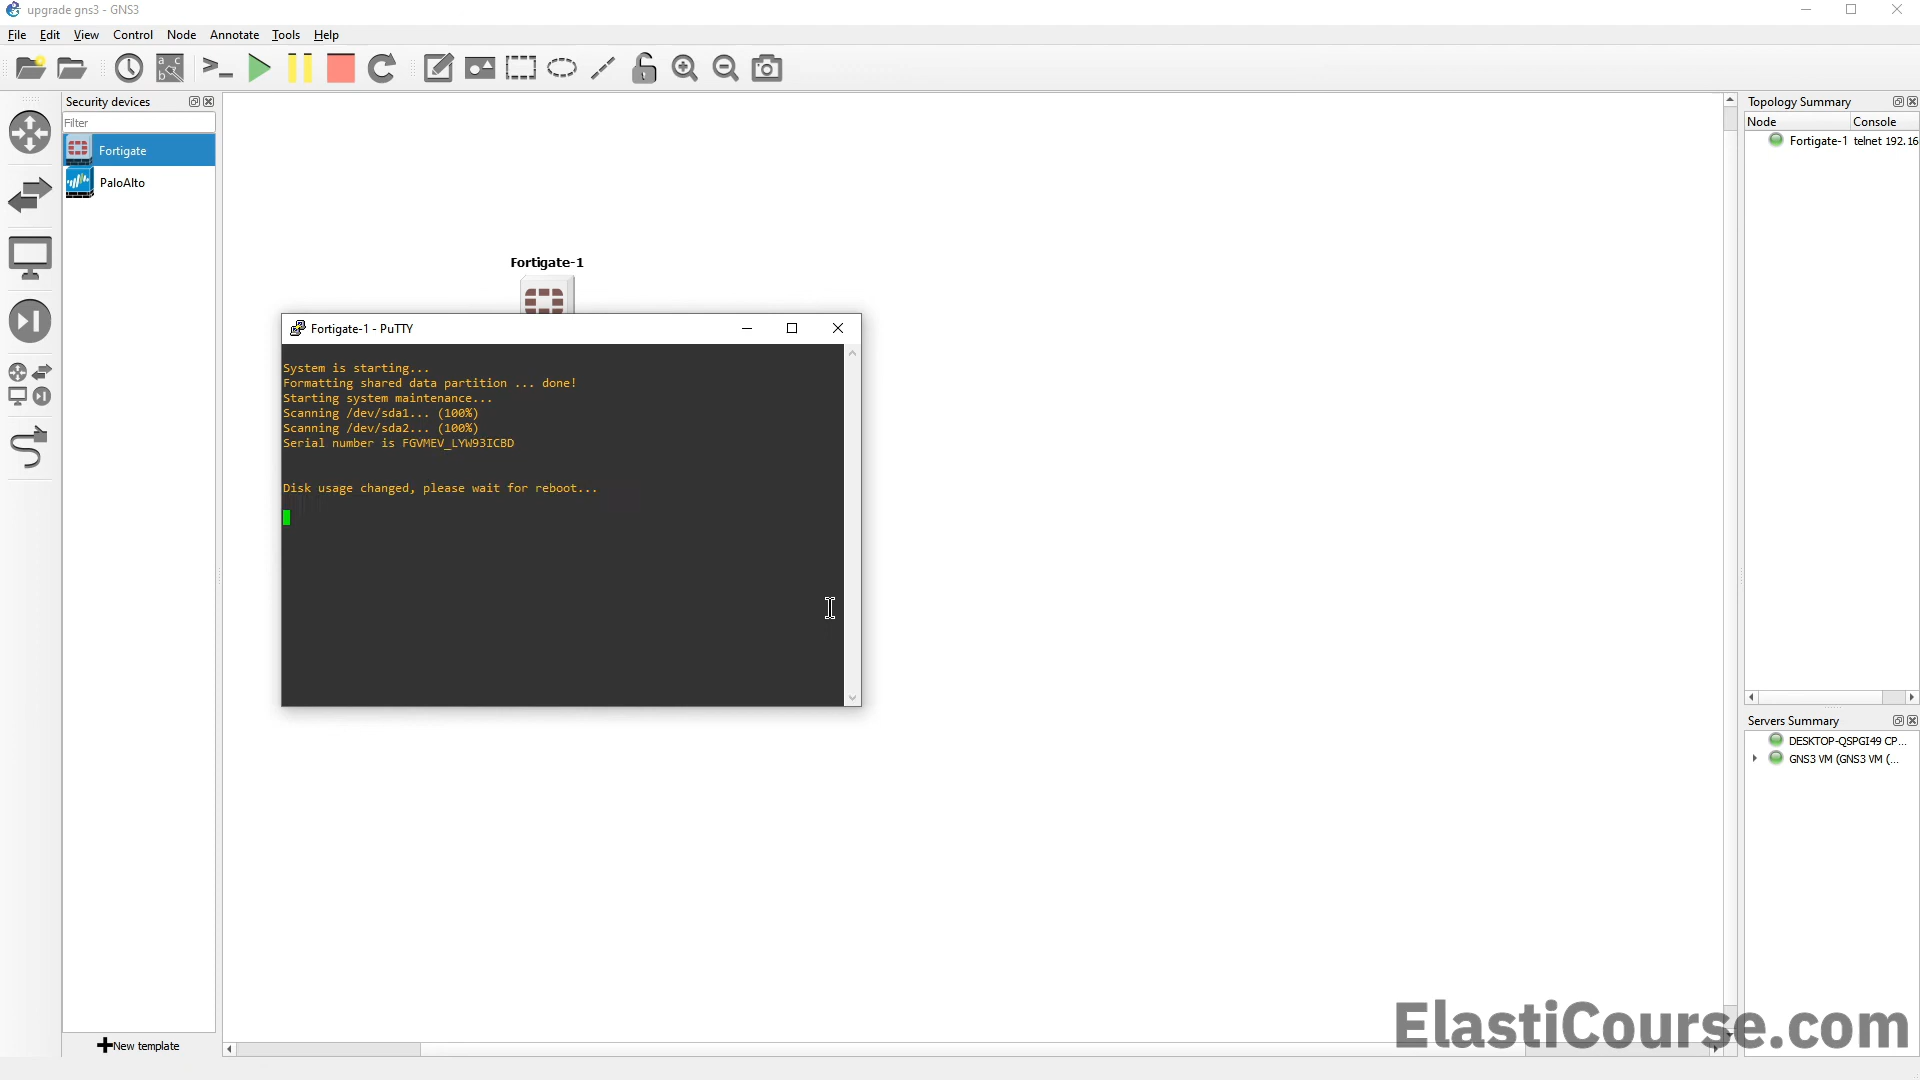 upgrade gns3 - GNS3
File Edit View Control Node Annotate Tools Help
Security devices
Filter
Fortigate
PaloAlto
New template
Fortigate-1
Fortigate-1 - PuTTY
System is starting...
Formatting shared data partition ... done!
Starting system maintenance...
Scanning /dev/sda1... (100%)
Scanning /dev/sda2... (100%)
Serial number is FGVMEV_LYW93ICBD
Disk usage changed, please wait for reboot...
Topology Summary
Node Console
Fortigate-1 telnet 192.16
Servers Summary
DESKTOP-QSPGI49 CP...
GNS3 VM (GNS3 VM (...
ElastiCourse.com